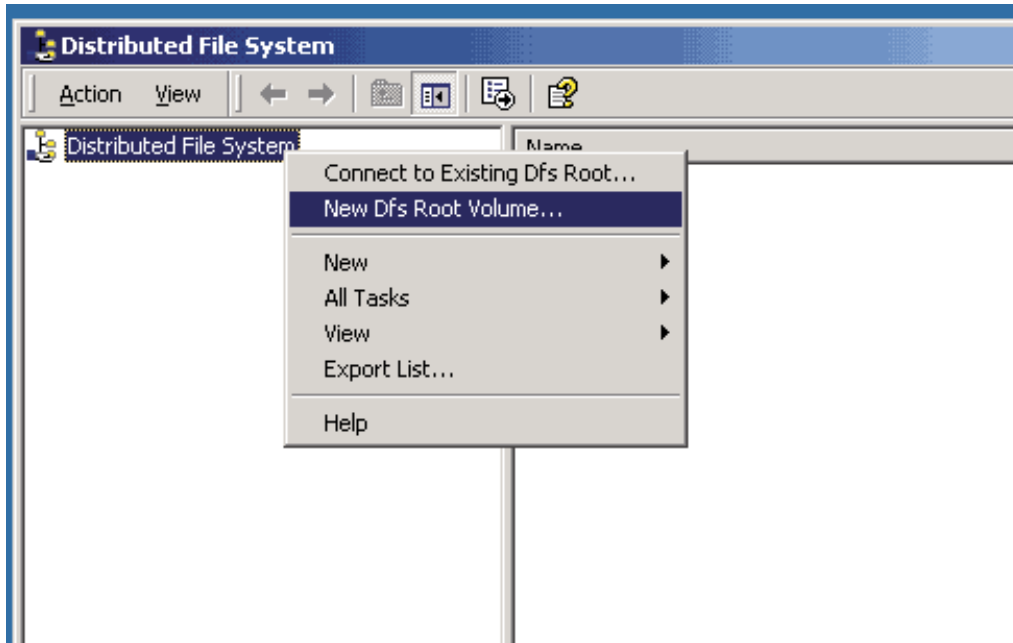 Distributed File System
Action View
Distributed File System
Name
Connect to Existing Dfs Root...
New Dfs Root Volume...
New
All Tasks
View
Export List...
Help